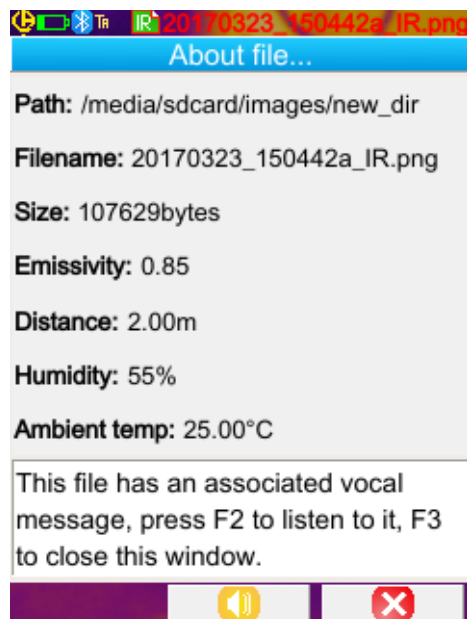 TA IR 20170323_150442a_IR.png
About file...
Path: /media/sdcard/images/new_dir
Filename: 20170323_150442a_IR.png
Size: 107629bytes
Emissivity: 0.85
Distance: 2.00m
Humidity: 55%
Ambient temp: 25.00°C
This file has an associated vocal
message, press F2 to listen to it, F3
to close this window.